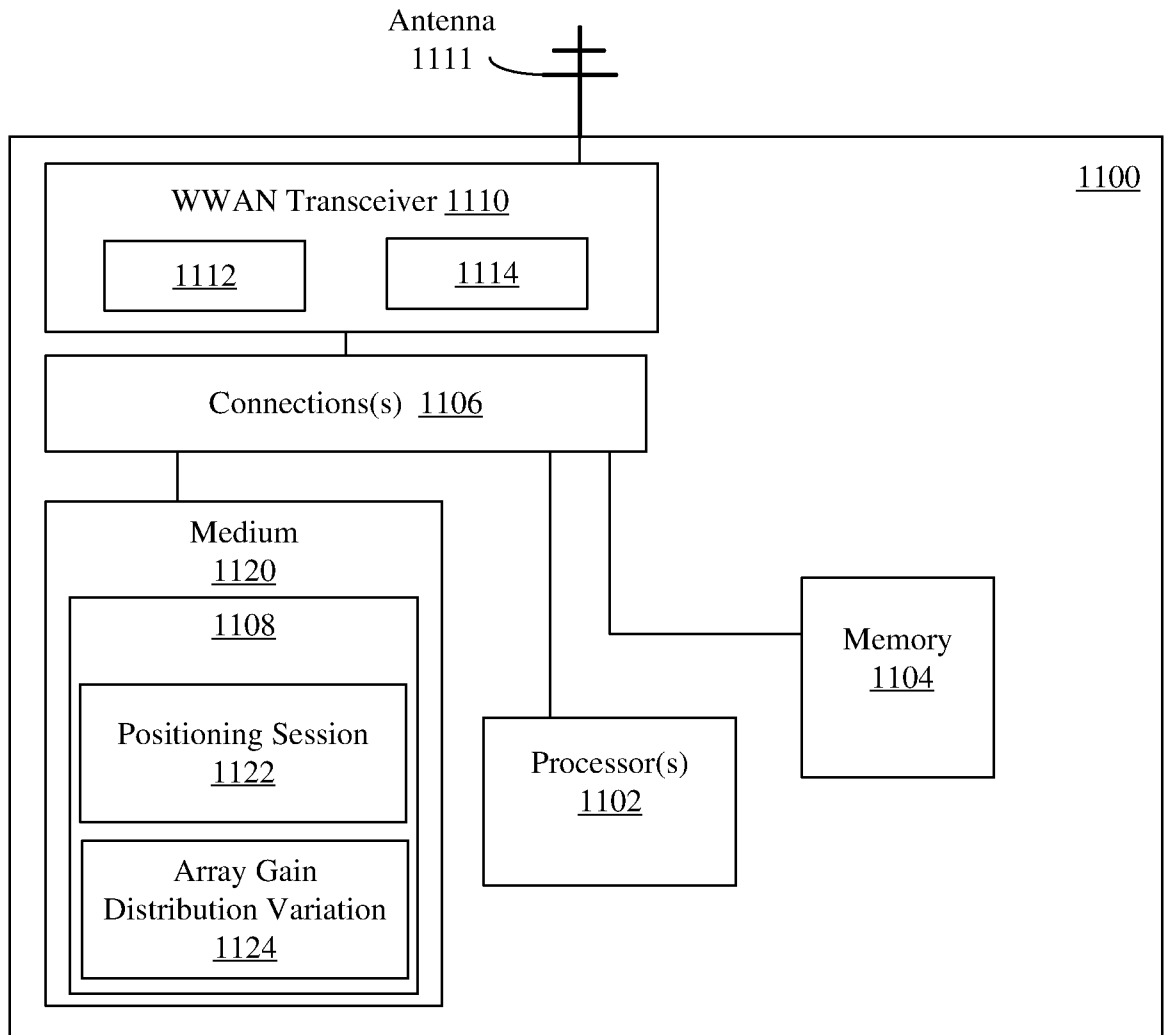 Antenna
1111
1100
WWAN Transceiver 1110
1112
1114
Connections(s) 1106
Medium
1120
1108
Positioning Session
1122
Array Gain
Distribution Variation
1124
Processor(s)
1102
Memory
1104